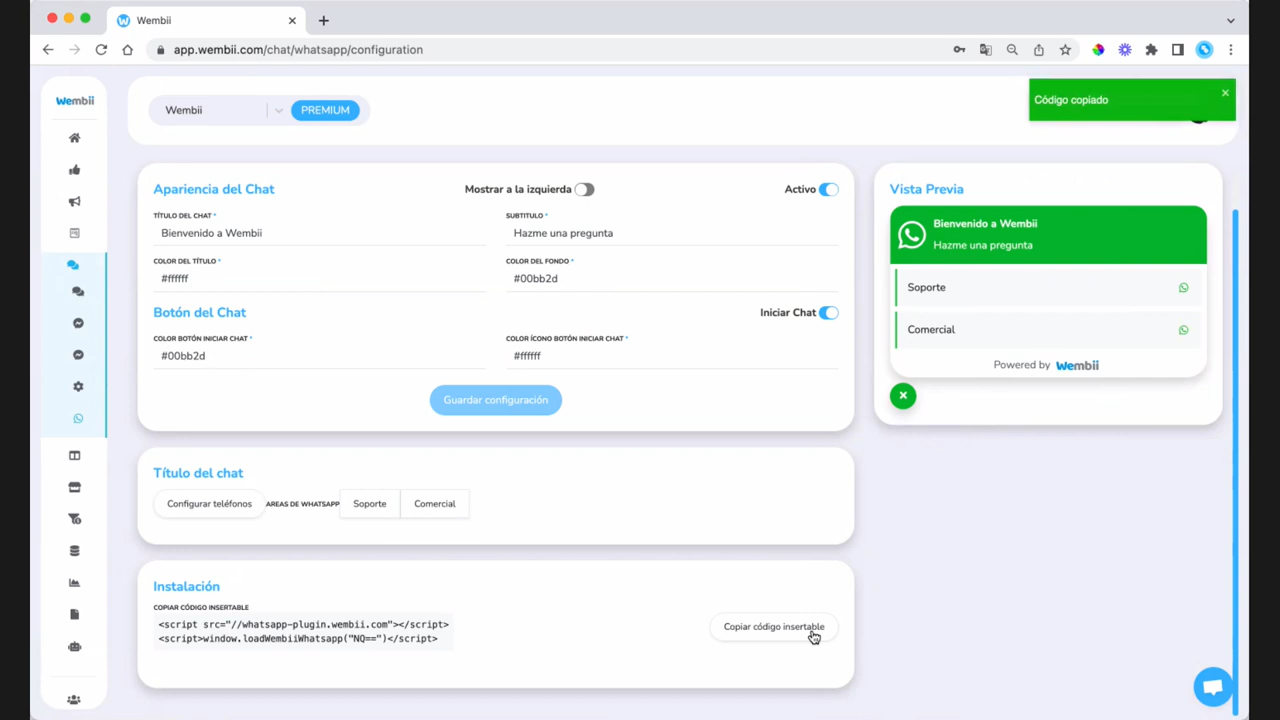 Wembii
app.wembii.com/chat/whatsapp/configuration
Wembii
Wembii
PREMIUM
Código copiado
Apariencia del Chat
Mostrar a la izquierda
Activo
TÍTULO DEL CHAT *
SUBTITULO *
Bienvenido a Wembii
Hazme una pregunta
COLOR DEL TÍTULO *
COLOR DEL FONDO *
#ffffff
#00bb2d
Botón del Chat
Iniciar Chat
COLOR BOTÓN INICIAR CHAT *
COLOR ÍCONO BOTÓN INICIAR CHAT *
#00bb2d
#ffffff
Guardar configuración
Título del chat
Configurar teléfonos
AREAS DE WHATSAPP
Soporte
Comercial
Instalación
COPIAR CÓDIGO INSERTABLE
<script src="//whatsapp-plugin.wembii.com"></script>
<script>window.loadWembiiWhatsapp("NQ==")</script>
Copiar código insertable
Vista Previa
Bienvenido a Wembii
Hazme una pregunta
Soporte
Comercial
Powered by Wembii